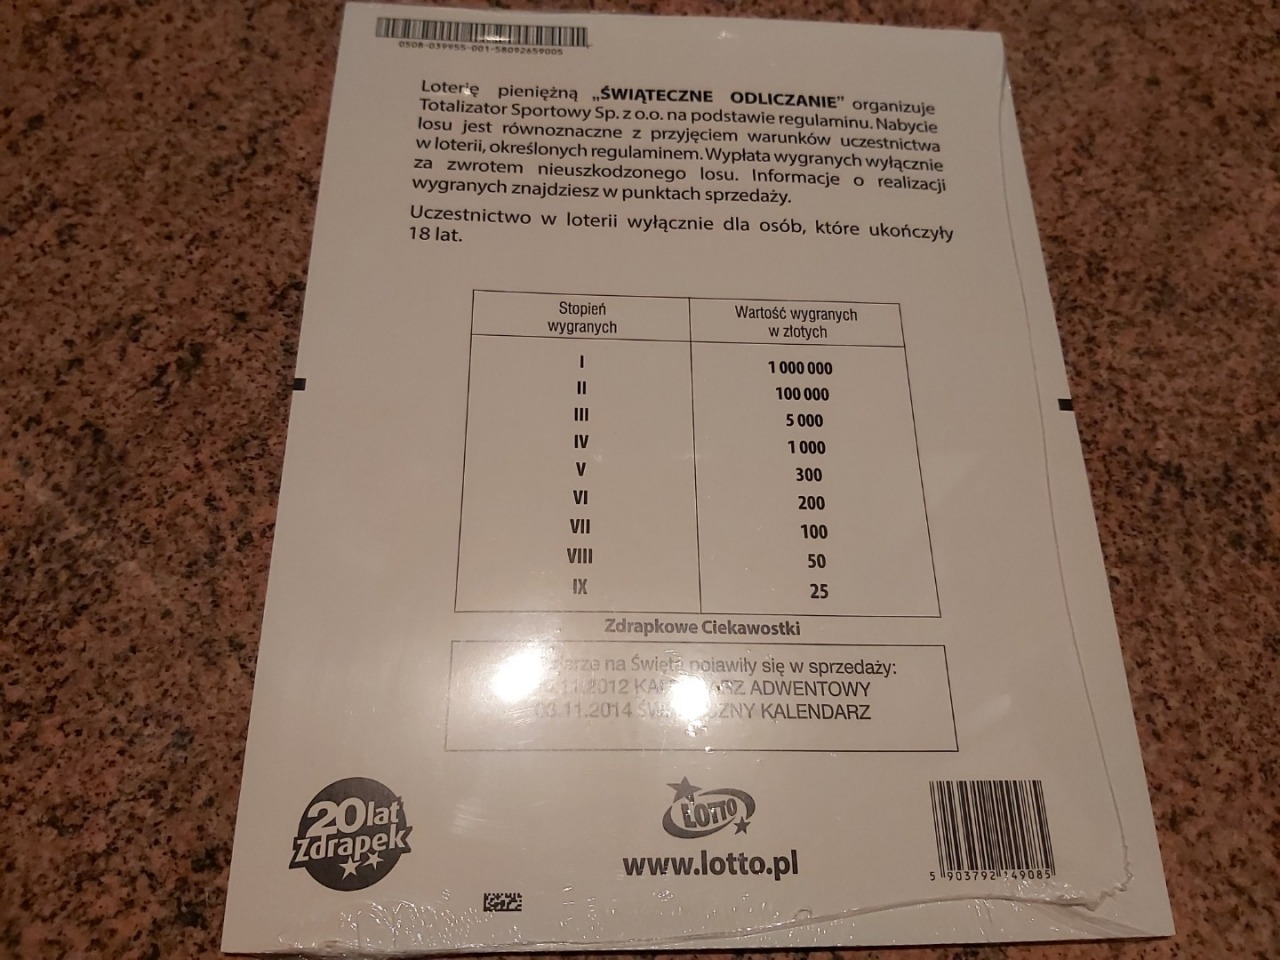 0508-039955-001-58092659005
Loterię pieniężną „ŚWIĄTECZNE ODLICZANIE” organizuje
Totalizator Sportowy Sp. z o.o. na podstawie regulaminu. Nabycie
losu jest równoznaczne z przyjęciem warunków uczestnictwa
w loterii, określonych regulaminem. Wypłata wygranych wyłącznie
za zwrotem nieuszkodzonego losu. Informacje o realizacji
wygranych znajdziesz w punktach sprzedaży.
Uczestnictwo w loterii wyłącznie dla osób, które ukończyły
18 lat.
Stopień wygranych Wartość wygranych w złotych
I 1 000 000
II 100 000
III 5 000
IV 1 000
V 300
VI 200
VII 100
VIII 50
IX 25
Zdrapkowe Ciekawostki
na Święta pojawiły się w sprzedaży:
ADWENTOWY
03.11.2014 KALENDARZ
20 lat
Zdrapek
LOTTO
www.lotto.pl
5 903792 149085